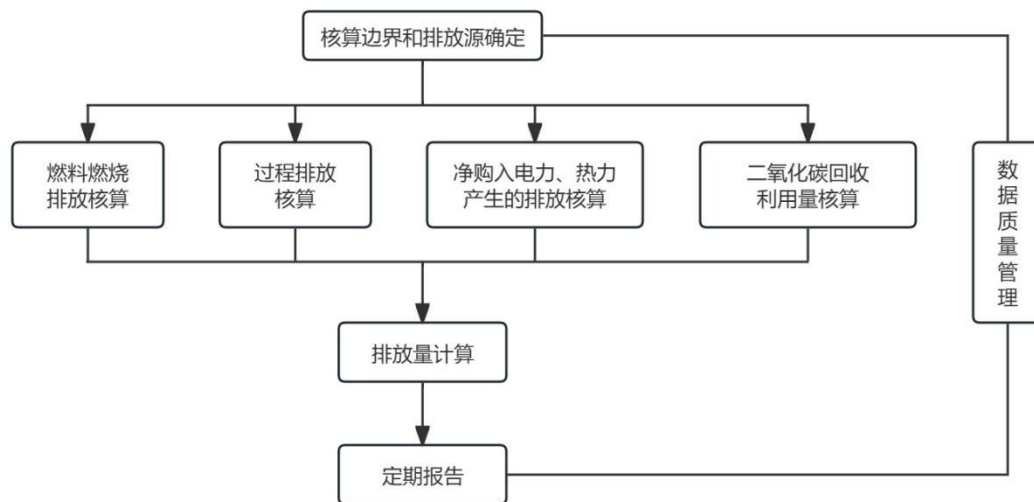 核算边界和排放源确定
燃料燃烧
排放核算
过程排放
核算
净购入电力、热力
产生的排放核算
二氧化碳回收
利用量核算
数据质量管理
排放量计算
定期报告